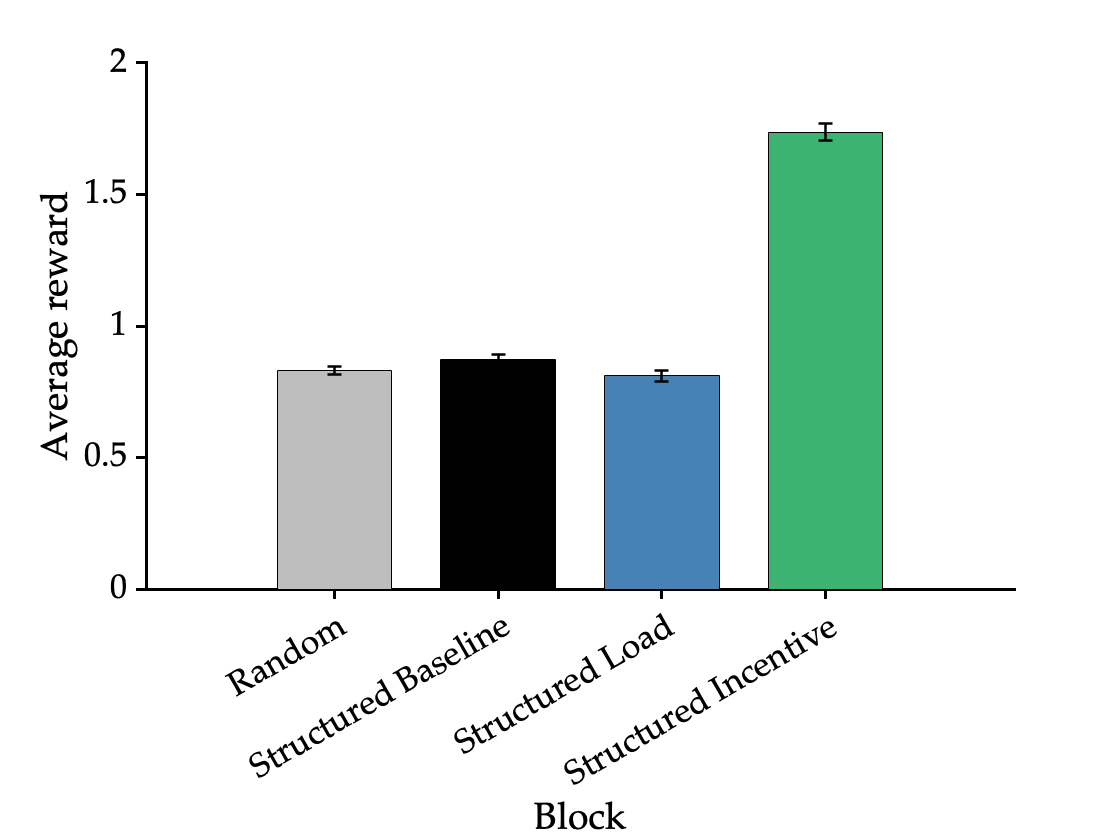 2
1.5
1
0.5
0
Average reward
Random
Structured Baseline
Structured Load
Structured Incentive
Block